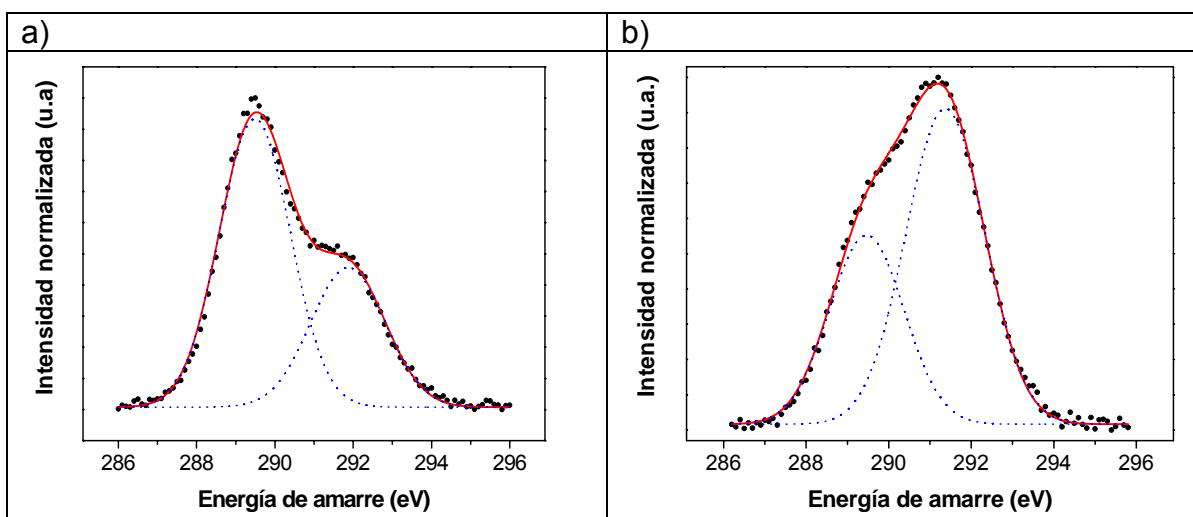 a)
b)
Intensidad normalizada (u.a)
286 288 290 292 294 296
Energía de amarre (eV)
Intensidad normalizada (u.a.)
286 288 290 292 294 296
Energía de amarre (eV)